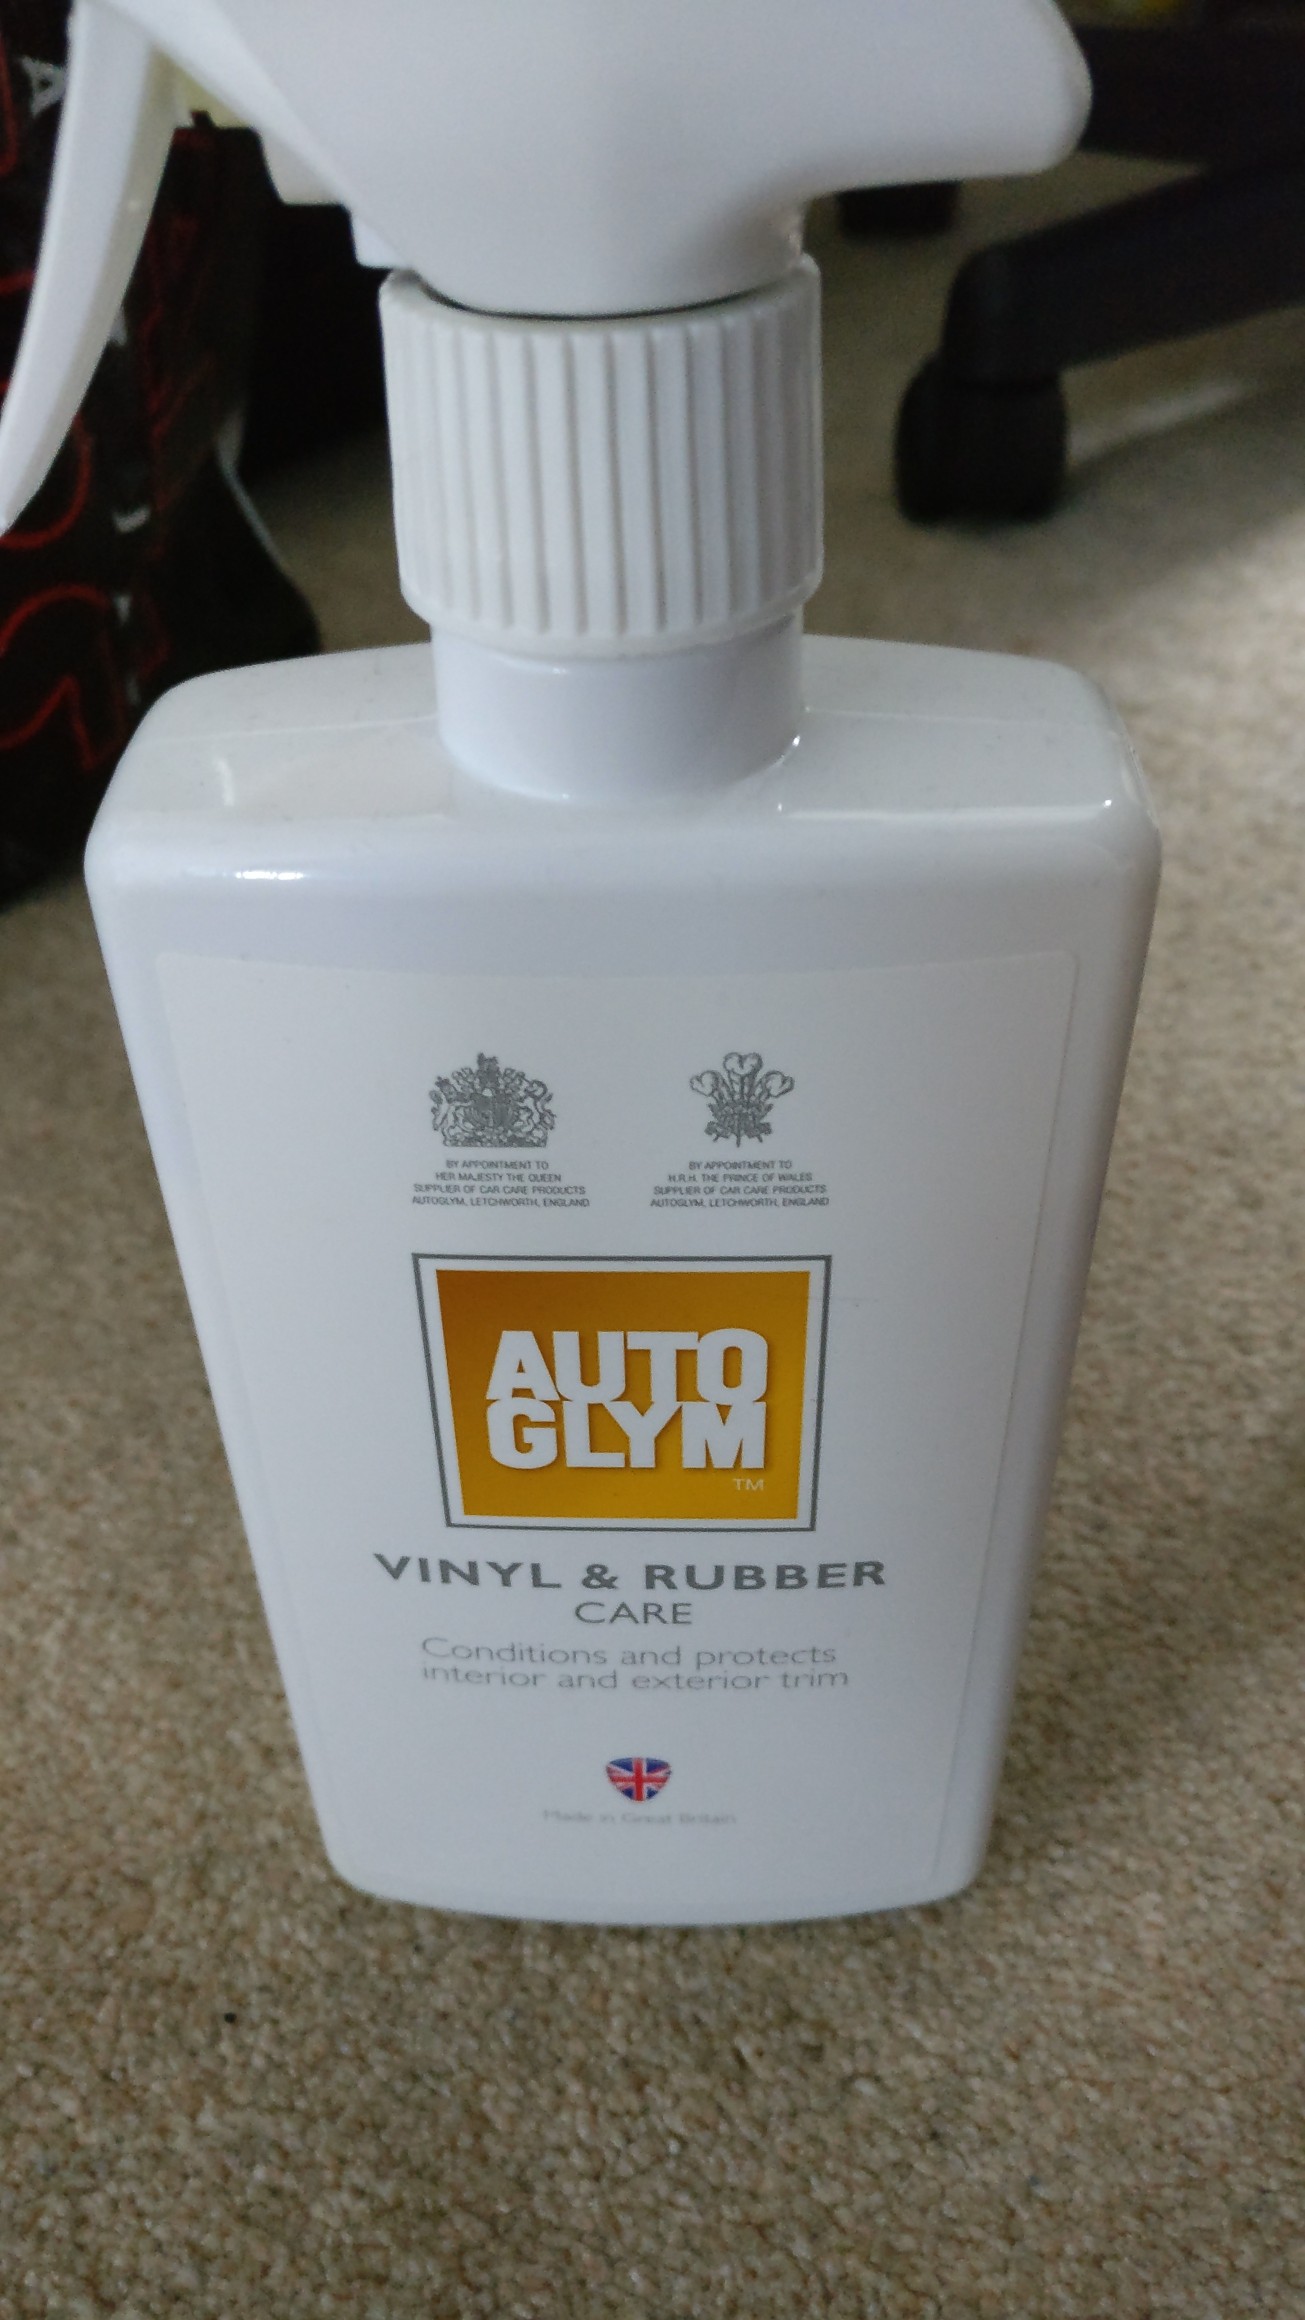 BY APPOINTMENT TO
HER MAJESTY THE QUEEN
SUPPLIER OF CAR CARE PRODUCTS
AUTOGLYM, LETCHWORTH, ENGLAND
BY APPOINTMENT TO
H.R.H. THE PRINCE OF WALES
SUPPLIER OF CAR CARE PRODUCTS
AUTOGLYM, LETCHWORTH, ENGLAND
AUTO
GLYM
TM
VINYL & RUBBER
CARE
Conditions and protects
interior and exterior trim
Made in Great Britain